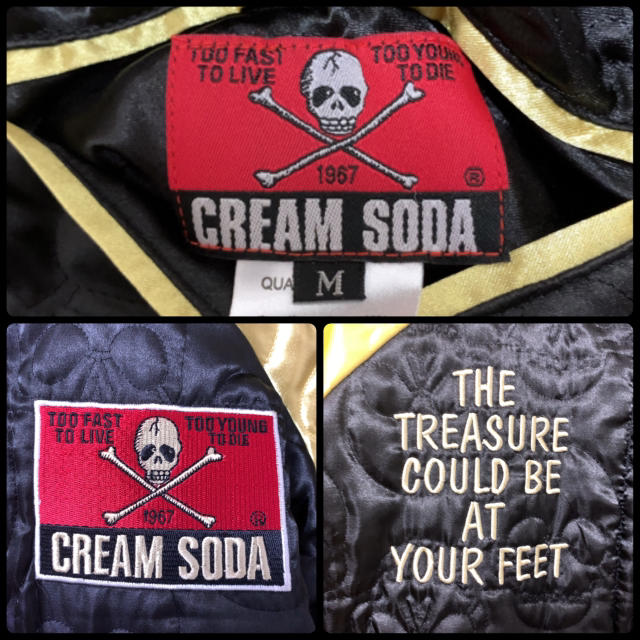 TOO FAST TOO YOUNG
TO LIVE TO DIE
1967
®
CREAM SODA
QUA
M
TOO FAST TOO YOUNG
TO LIVE TO DIE
1967
®
CREAM SODA
THE
TREASURE
COULD BE
AT
YOUR FEET